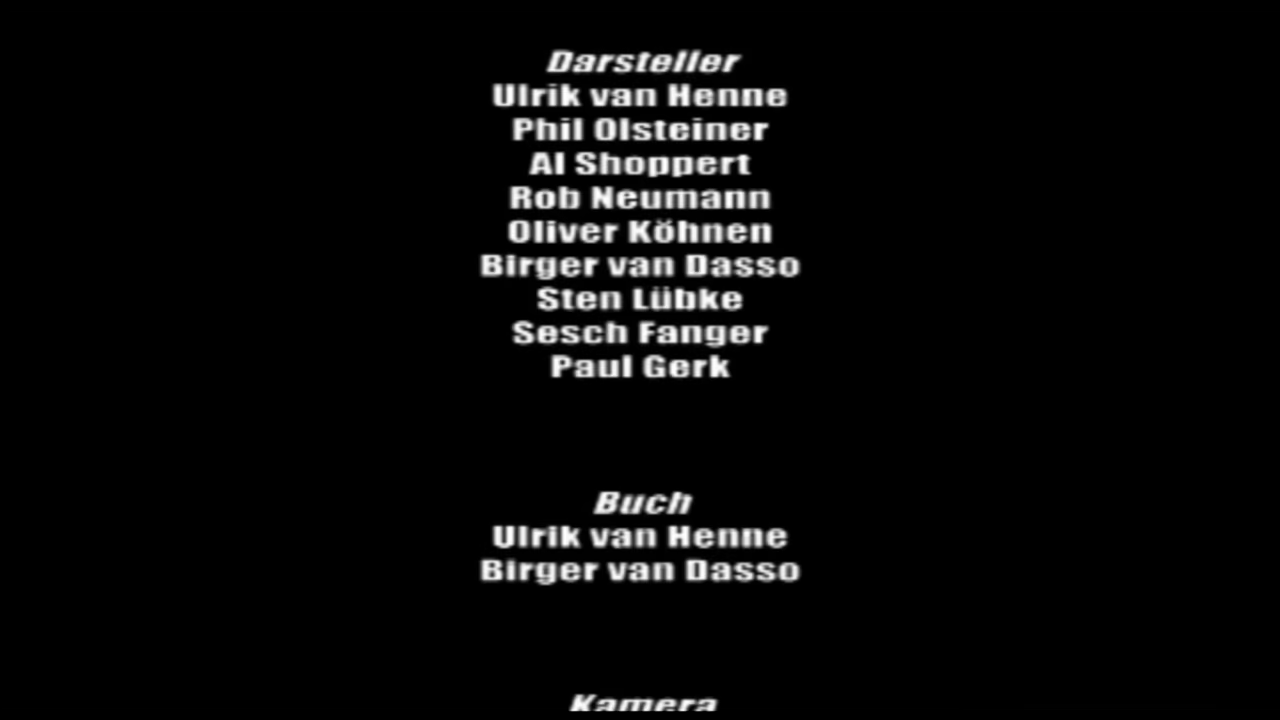 Darsteller
Ulrik van Henne
Phil Olsteiner
Al Shoppert
Rob Neumann
Oliver Köhnen
Birger van Dasso
Sten Lübke
Sesch Fanger
Paul Gerk
Buch
Ulrik van Henne
Birger van Dasso
Kamera